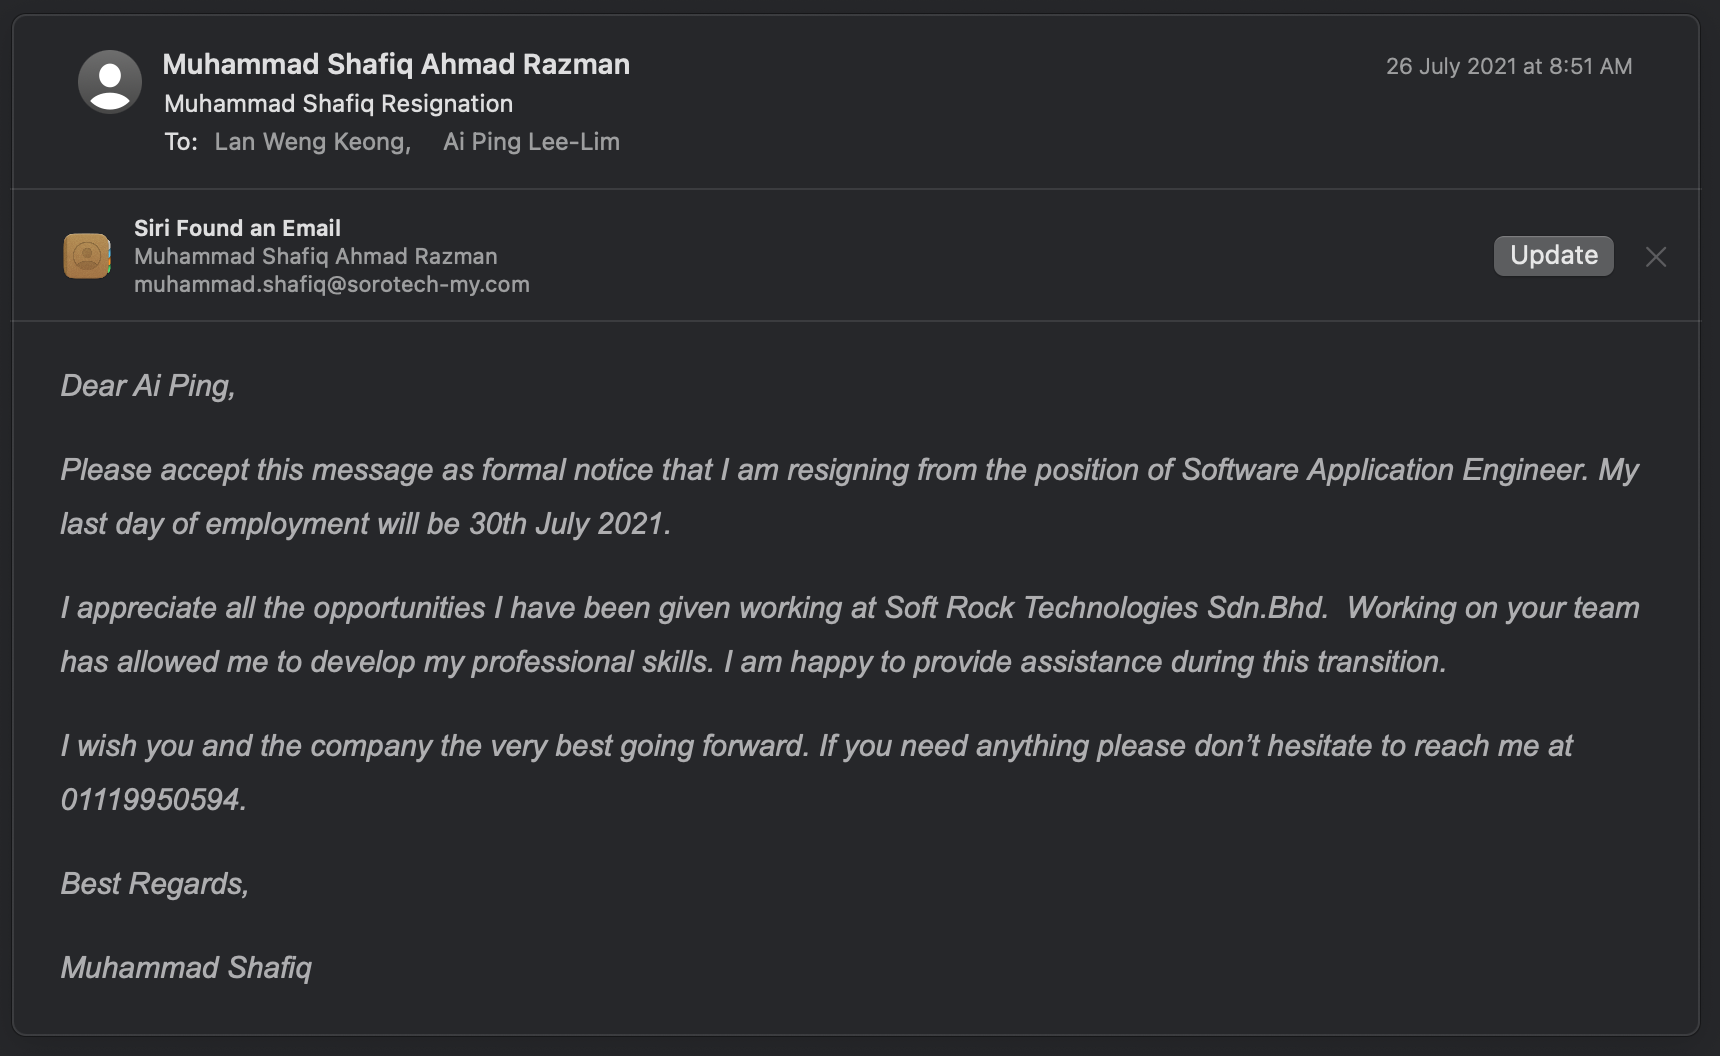 Muhammad Shafiq Ahmad Razman
26 July 2021 at 8:51 AM
Muhammad Shafiq Resignation
To: Lan Weng Keong, Ai Ping Lee-Lim
Siri Found an Email
Muhammad Shafiq Ahmad Razman
muhammad.shafiq@sorotech-my.com
Update
Dear Ai Ping,
Please accept this message as formal notice that I am resigning from the position of Software Application Engineer. My
last day of employment will be 30th July 2021.
I appreciate all the opportunities I have been given working at Soft Rock Technologies Sdn.Bhd.  Working on your team
has allowed me to develop my professional skills. I am happy to provide assistance during this transition.
I wish you and the company the very best going forward. If you need anything please don’t hesitate to reach me at
01119950594.
Best Regards,
Muhammad Shafiq